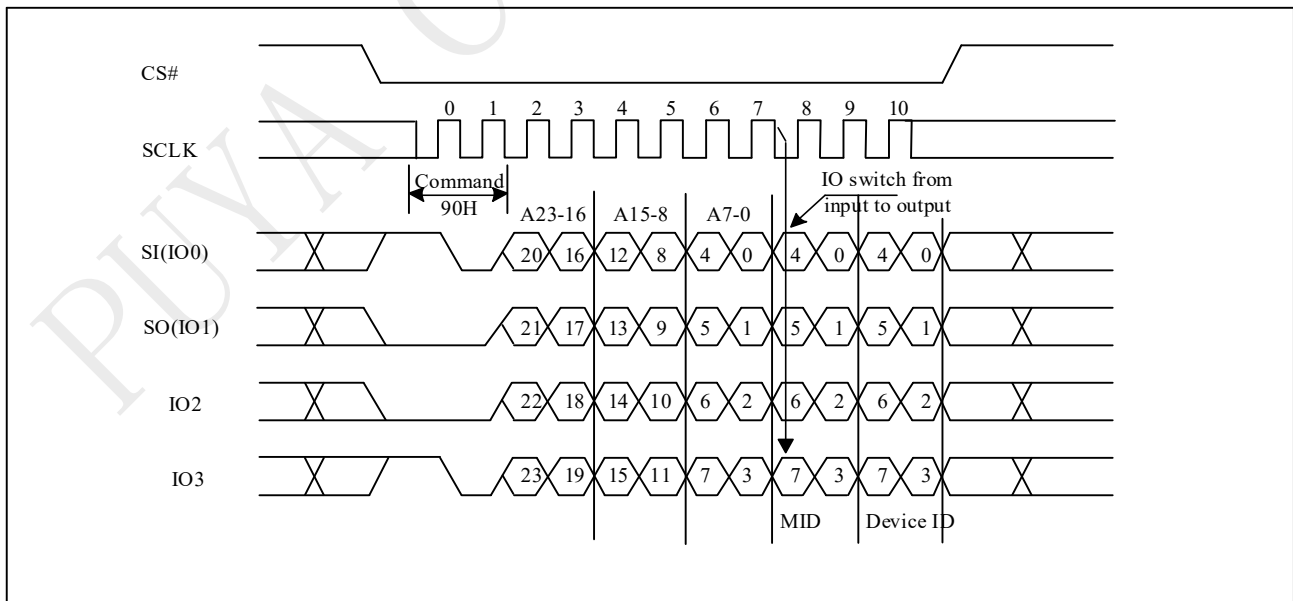 CS#
0 1 2 3 4 5 6 7 8 9 10
SCLK
Command
90H
IO switch from
input to output
A23-16 A15-8 A7-0
SI(IO0) 20 16 12 8 4 0 4 0 4 0
SO(IO1) 21 17 13 9 5 1 5 1 5 1
IO2 22 18 14 10 6 2 6 2 6 2
IO3 23 19 15 11 7 3 7 3 7 3
MID Device ID
PUYA